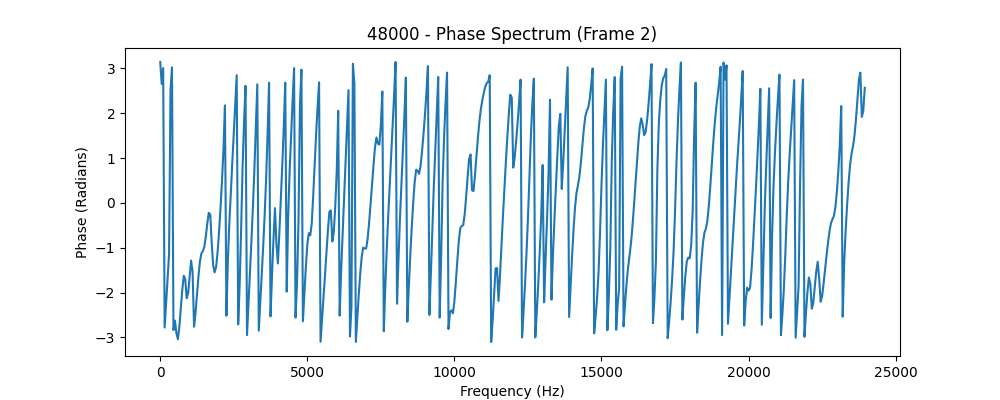 48000 - Phase Spectrum (Frame 2)
Phase (Radians)
3
2
1
0
−1
−2
−3
0 5000 10000 15000 20000 25000
Frequency (Hz)